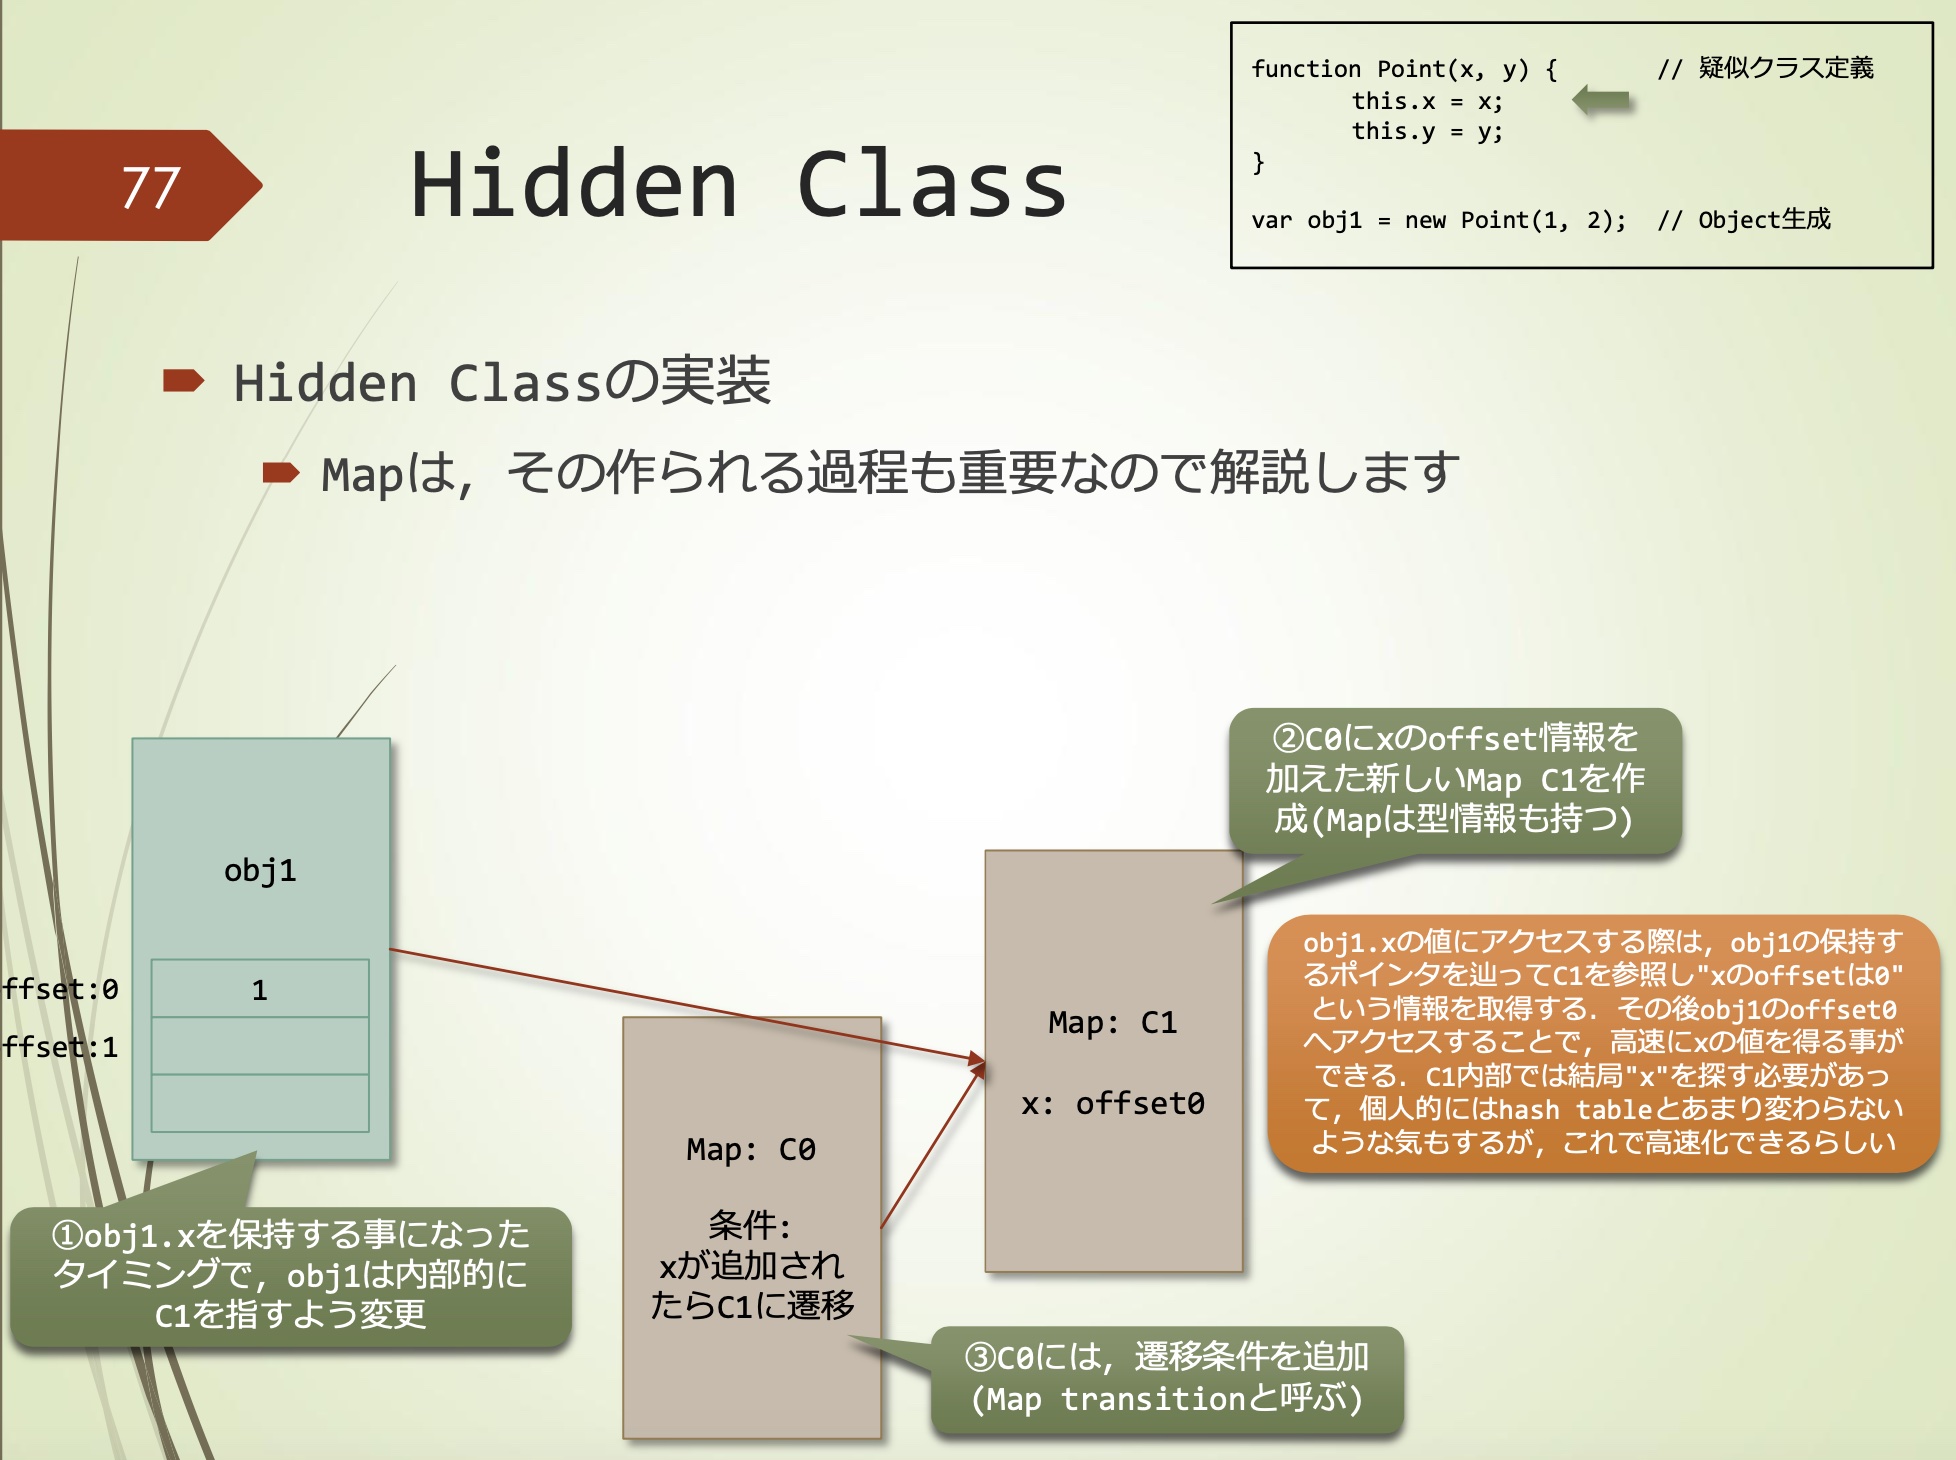 function Point(x, y) {	// 疑似クラス定義
this.x = x;
this.y = y;
}
var obj1 = new Point(1, 2);	// Object生成
77
Hidden Class
Hidden Classの実装
Mapは，その作られる過程も重要なので解説します
②C0にxのoffset情報を
加えた新しいMap C1を作
成(Mapは型情報も持つ)
obj1
ffset:0
1
ffset:1
Map: C1
x: offset0
obj1.xの値にアクセスする際は，obj1の保持す
るポインタを辿ってC1を参照し"xのoffsetは0"
という情報を取得する．その後obj1のoffset0
へアクセスすることで，高速にxの値を得る事が
できる．C1内部では結局"x"を探す必要があっ
て，個人的にはhash tableとあまり変わらない
ような気もするが，これで高速化できるらしい
Map: C0
条件:
xが追加され
たらC1に遷移
①obj1.xを保持する事になった
タイミングで，obj1は内部的に
C1を指すよう変更
③C0には，遷移条件を追加
(Map transitionと呼ぶ)